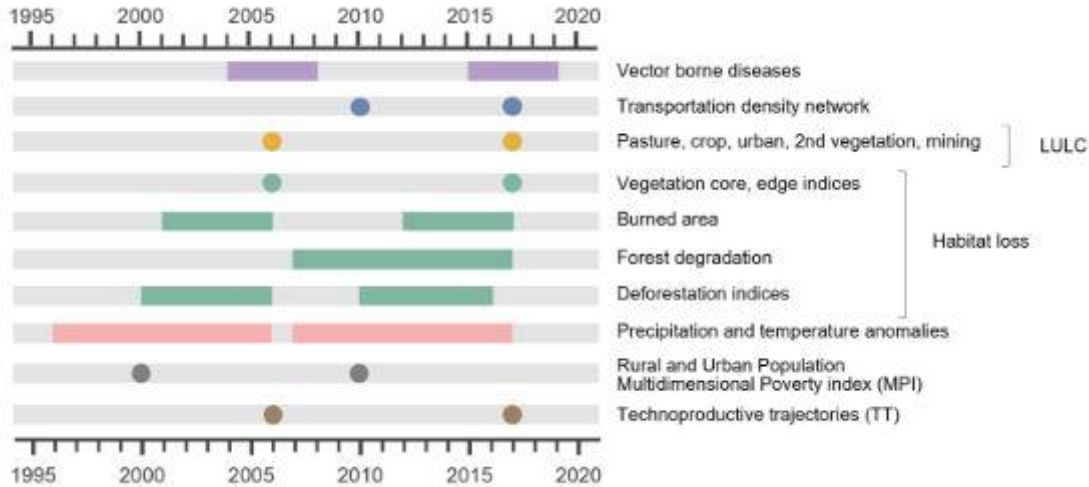 1995 2000 2005 2010 2015 2020
Vector borne diseases
Transportation density network
Pasture, crop, urban, 2nd vegetation, mining
LULC
Vegetation core, edge indices
Burned area
Habitat loss
Forest degradation
Deforestation indices
Precipitation and temperature anomalies
Rural and Urban Population
Multidimensional Poverty index (MPI)
Technoproductive trajectories (TT)
1995 2000 2005 2010 2015 2020